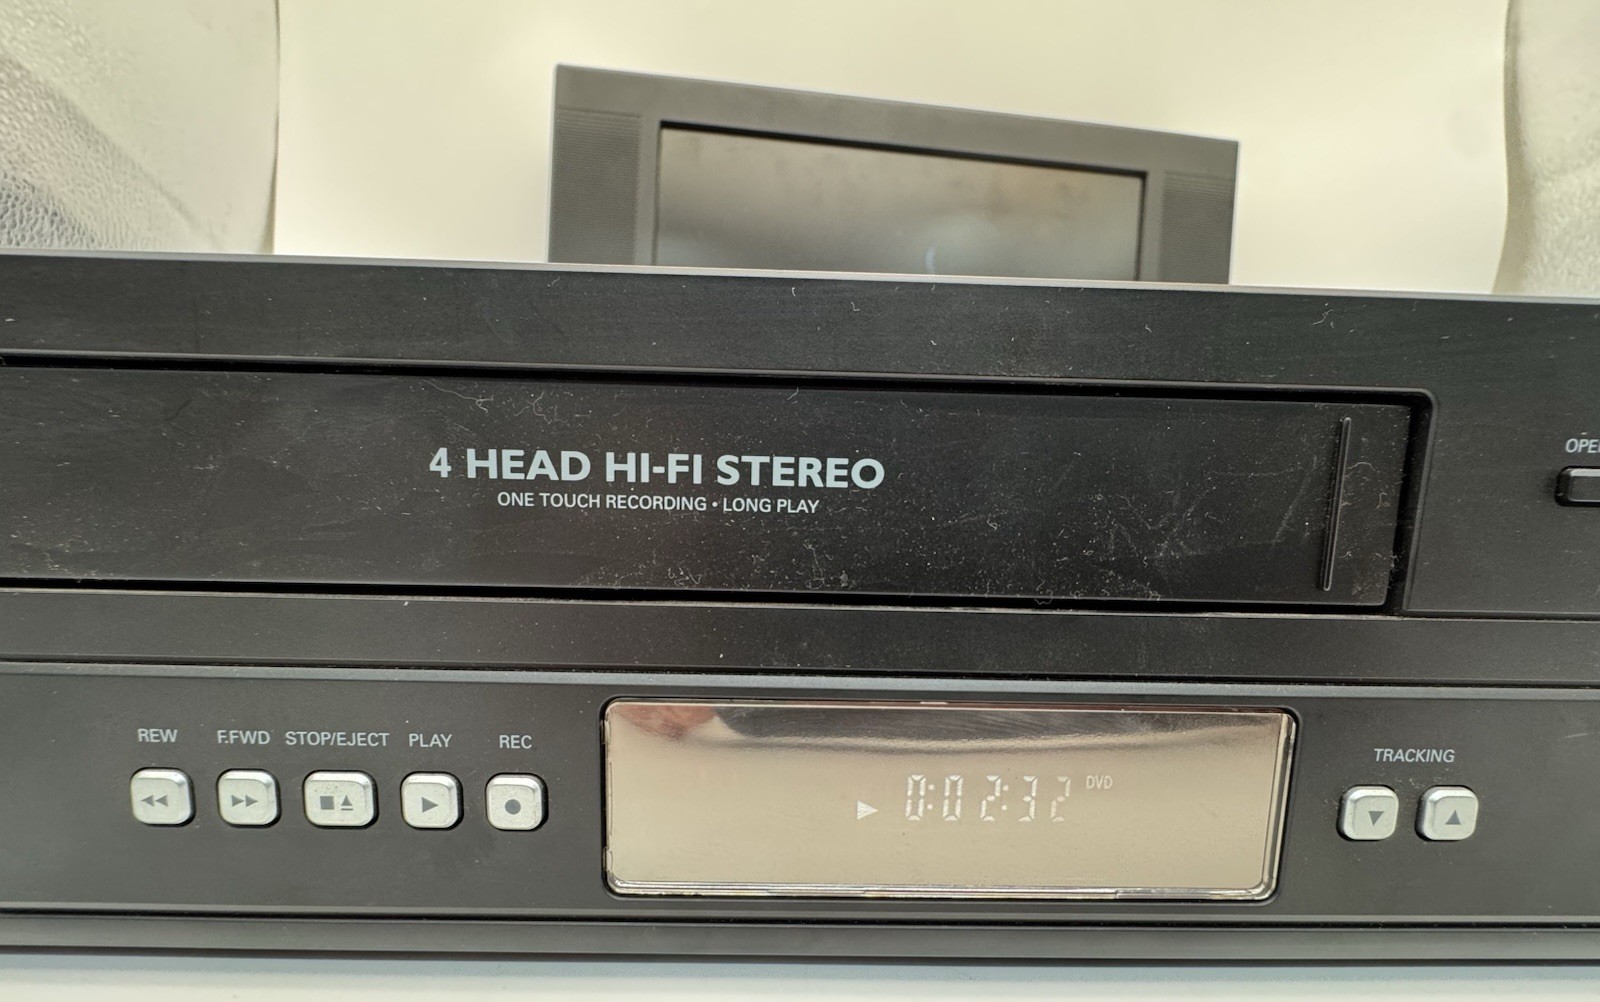 4 HEAD HI-FI STEREO
ONE TOUCH RECORDING • LONG PLAY
REW F.FWD STOP/EJECT PLAY REC
0:02:32 DVD
TRACKING